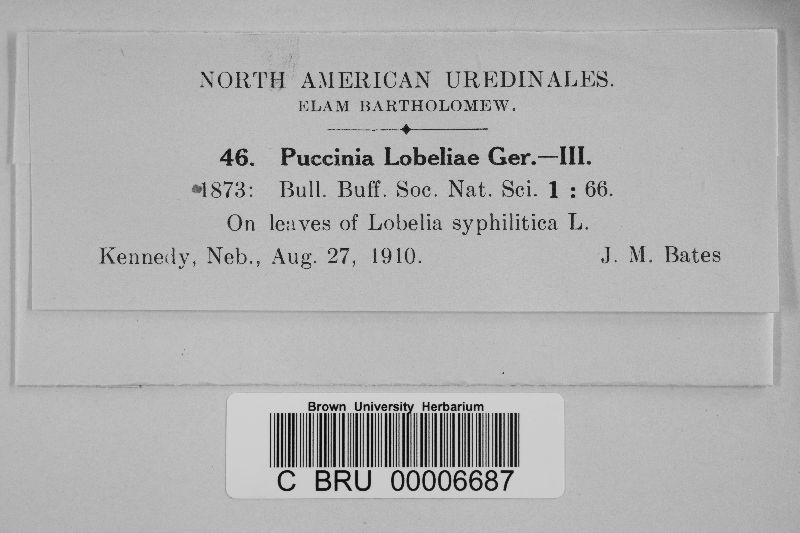 NORTH AMERICAN UREDINALES.
ELAM BARTHOLOMEW.
46. Puccinia Lobeliae Ger.—III.
1873: Bull. Buff. Soc. Nat. Sci. 1 : 66.
On leaves of Lobelia syphilitica L.
Kennedy, Neb., Aug. 27, 1910. J. M. Bates
Brown University Herbarium
C BRU 00006687